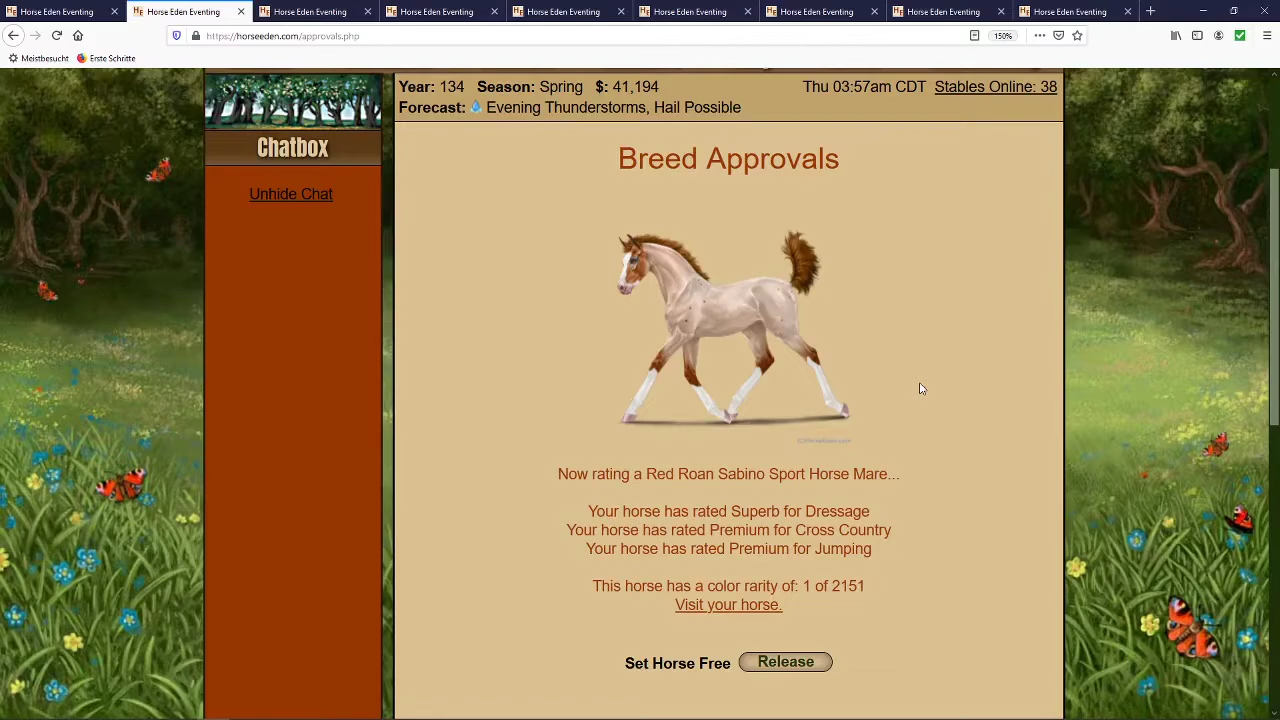 Horse Eden Eventing
Horse Eden Eventing
Horse Eden Eventing
Horse Eden Eventing
Horse Eden Eventing
Horse Eden Eventing
Horse Eden Eventing
Horse Eden Eventing
Horse Eden Eventing
https://horseeden.com/approvals.php
150%
Meistbesucht
Erste Schritte
Year: 134 Season: Spring $: 41,194
Thu 03:57am CDT Stables Online: 38
Forecast: Evening Thunderstorms, Hail Possible
Chatbox
Unhide Chat
Breed Approvals
Now rating a Red Roan Sabino Sport Horse Mare...
Your horse has rated Superb for Dressage
Your horse has rated Premium for Cross Country
Your horse has rated Premium for Jumping
This horse has a color rarity of: 1 of 2151
Visit your horse.
Set Horse Free Release